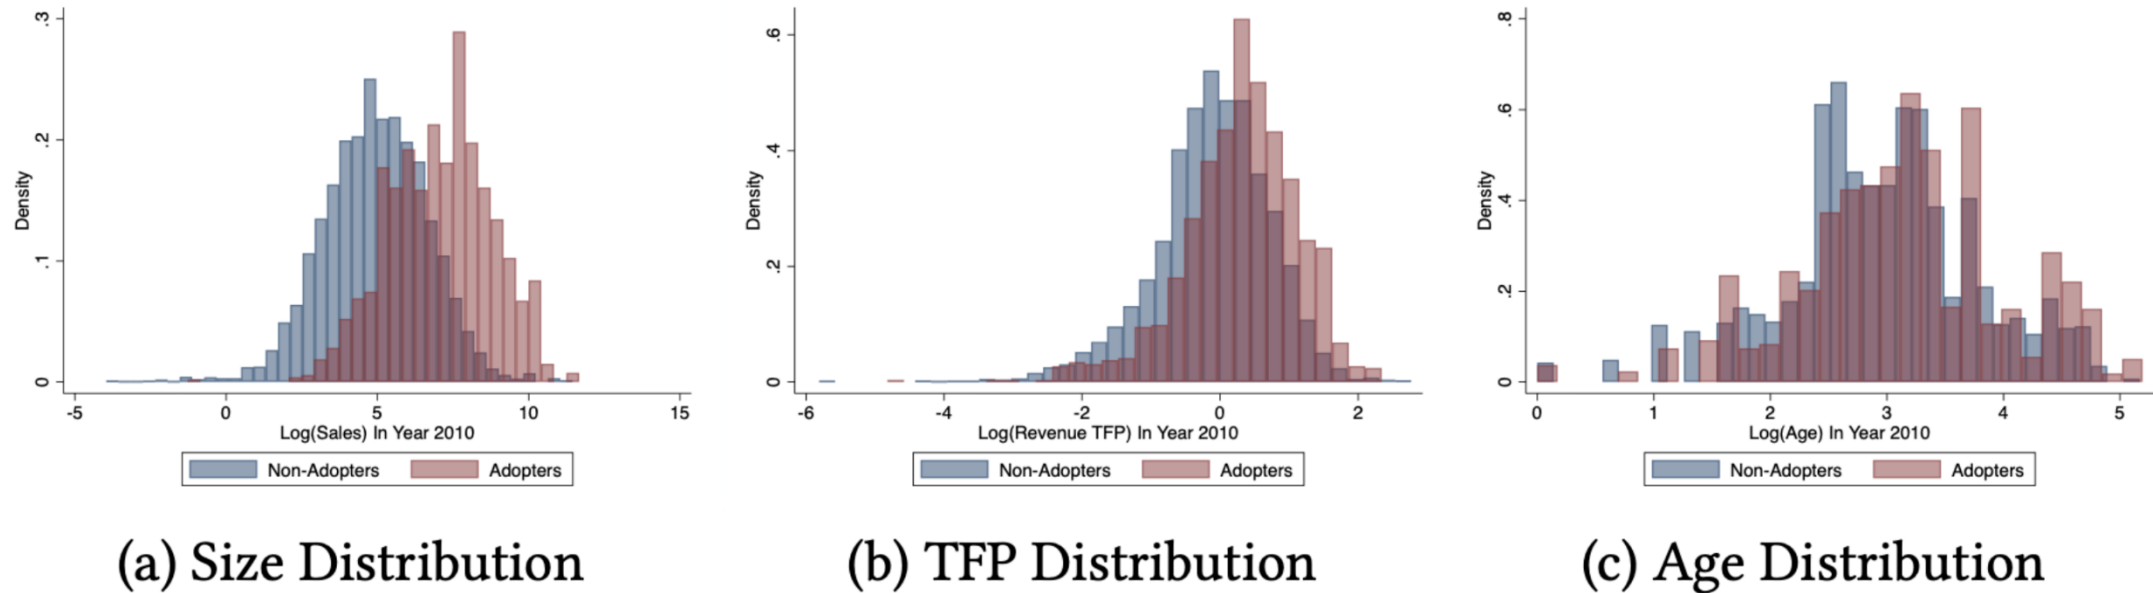 Density
.3
.2
.1
0
-5 0 5 10 15
Log(Sales) In Year 2010
Non-Adopters Adopters
(a) Size Distribution
Density
.6
.4
.2
0
-6 -4 -2 0 2
Log(Revenue TFP) In Year 2010
Non-Adopters Adopters
(b) TFP Distribution
Density
.8
.6
.4
.2
0
0 1 2 3 4 5
Log(Age) In Year 2010
Non-Adopters Adopters
(c) Age Distribution